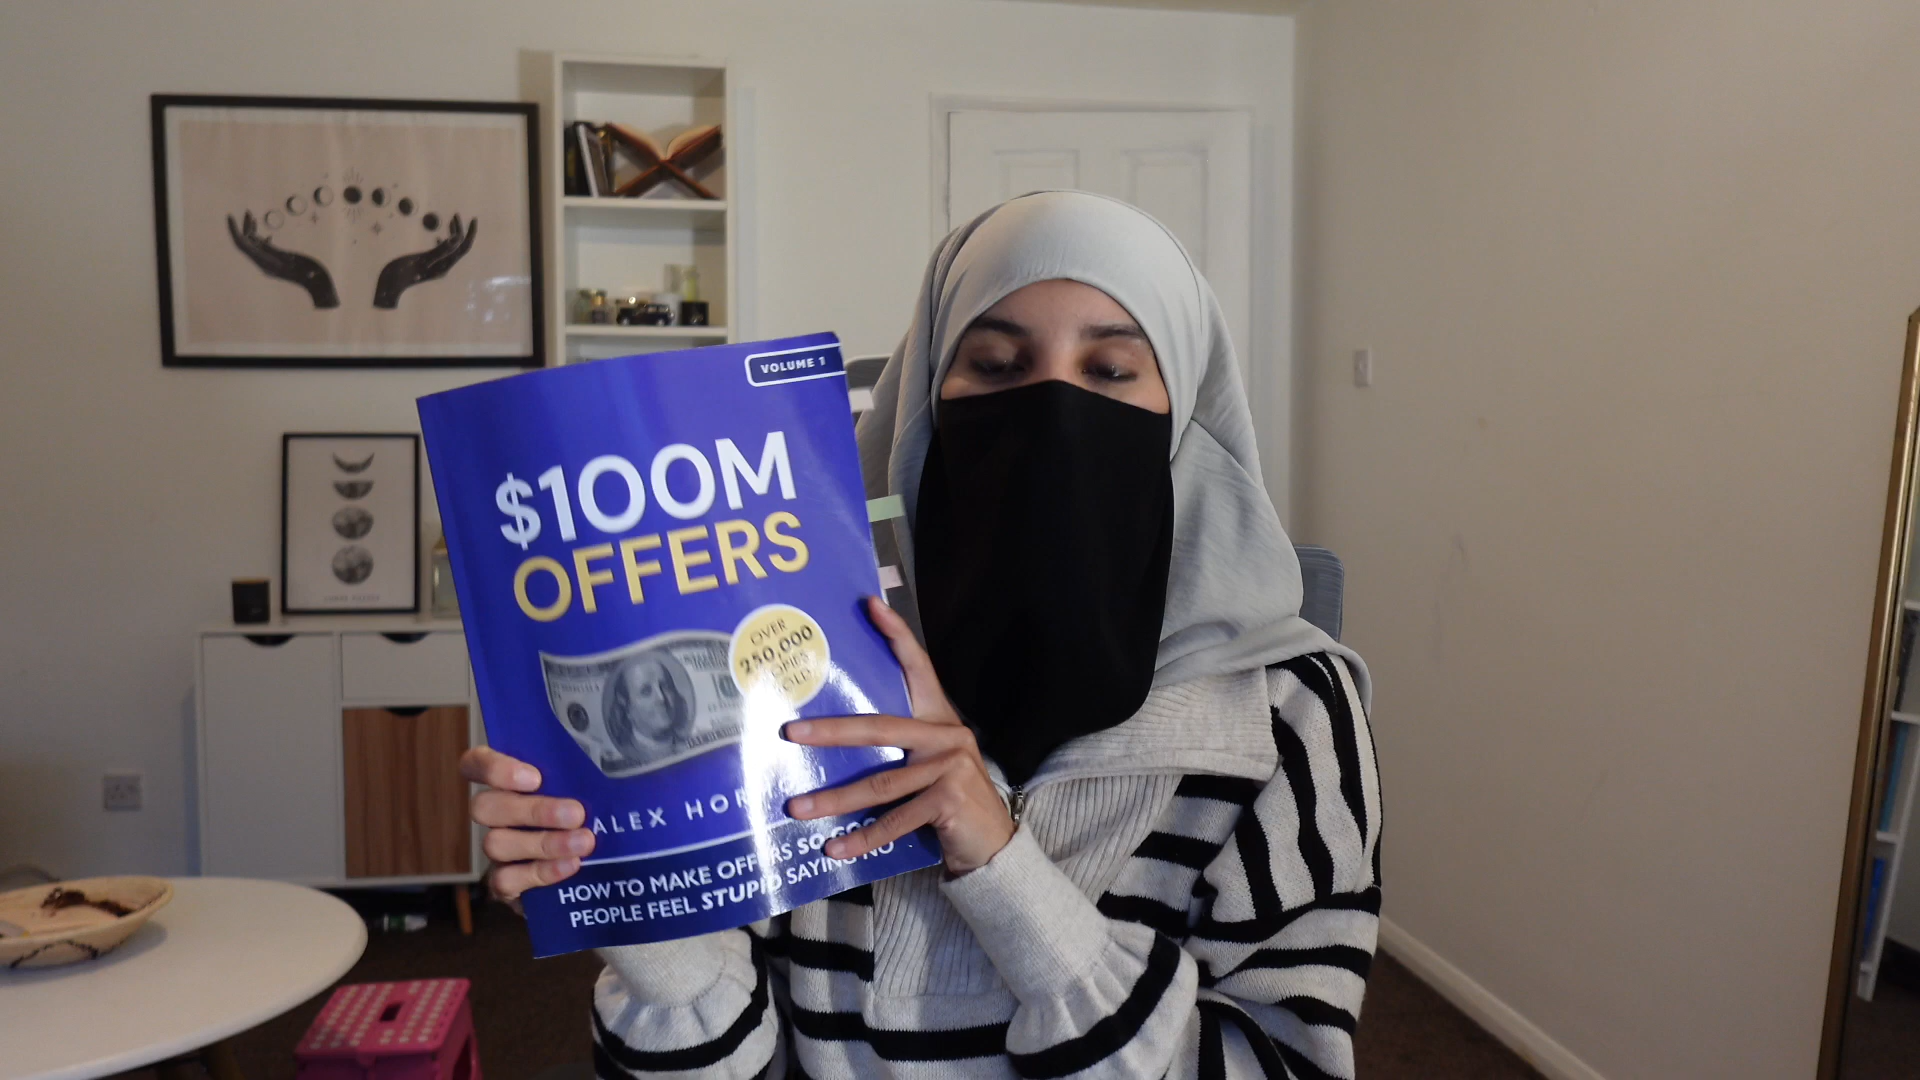 VOLUME 1
$100M
OFFERS
OVER
250,000
ALEX
HOW TO MAKE OFFERS SO
PEOPLE FEEL STUPID SAYING NO